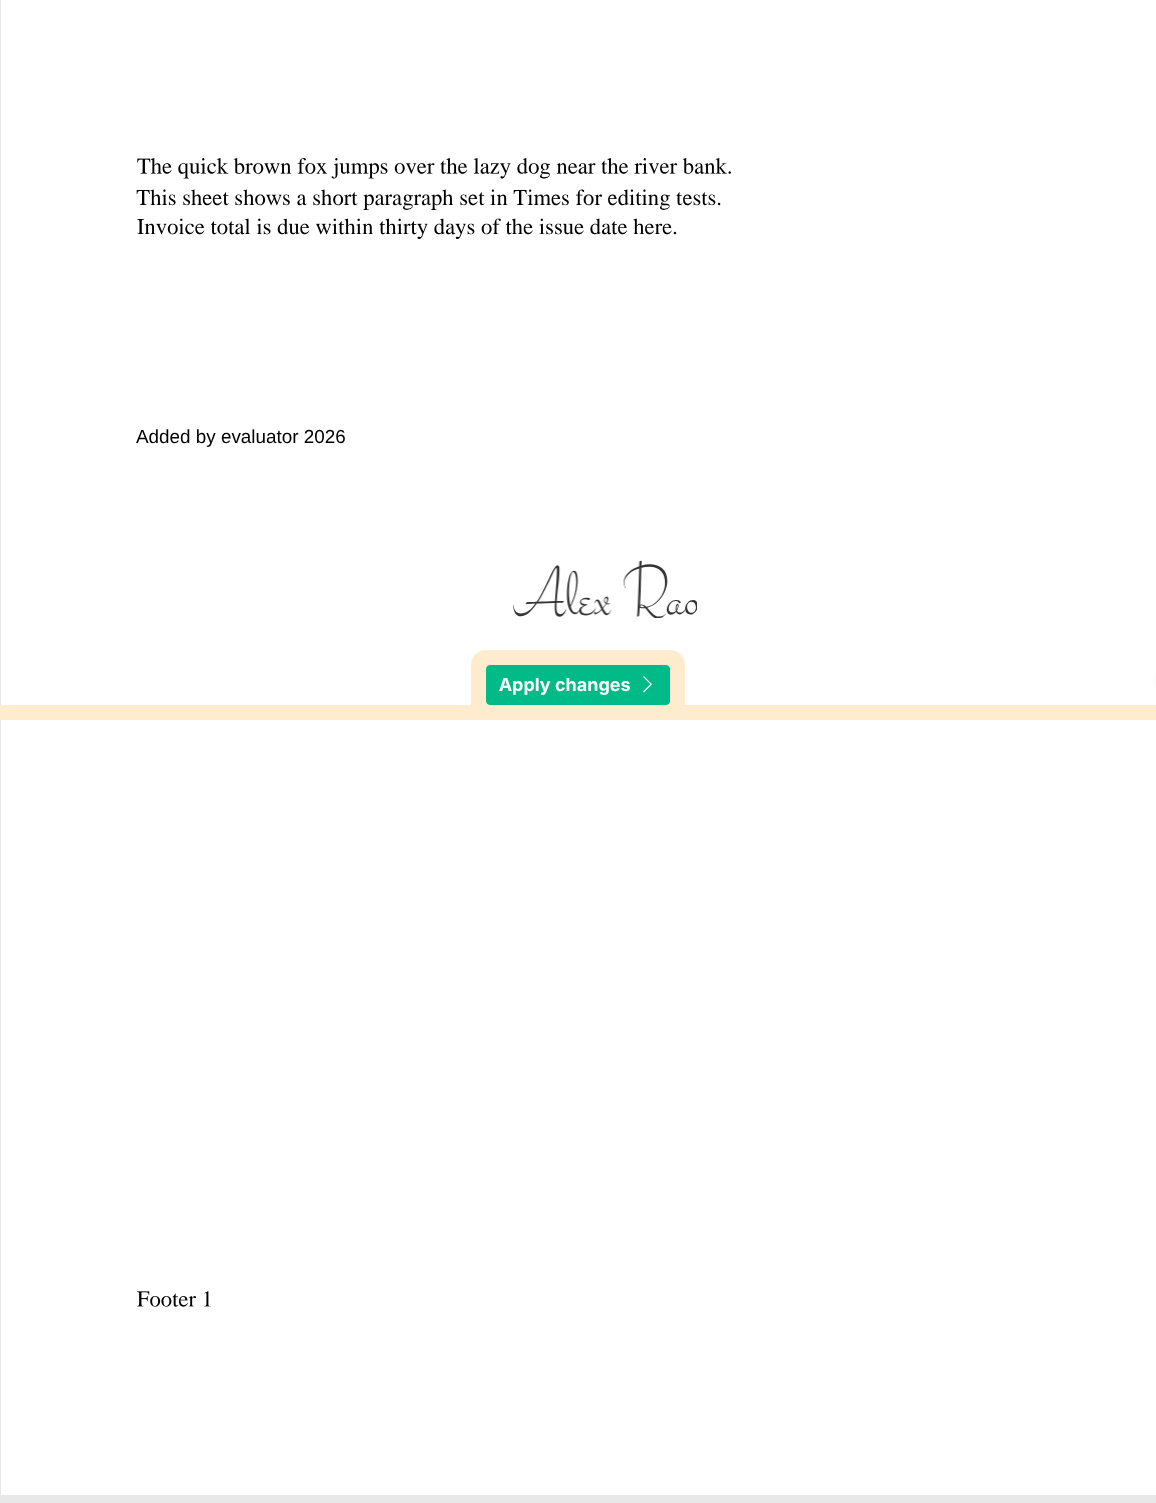 The quick brown fox jumps over the lazy dog near the river bank.
This sheet shows a short paragraph set in Times for editing tests.
Invoice total is due within thirty days of the issue date here.
Added by evaluator 2026
Alex Rao
Apply changes
Footer 1